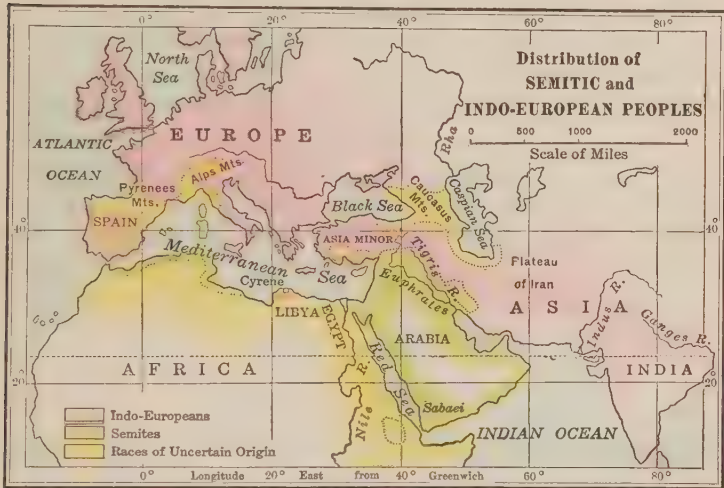 0° 20° 40° 60° 80°
North
Sea
Distribution of
SEMITIC and
INDO-EUROPEAN PEOPLES
0 500 1000 2000
Scale of Miles
ATLANTIC
OCEAN
EUROPE
Rha
Alps Mts.
Pyrenees
Mts.
SPAIN
Black Sea
Caucasus
Mts.
Caspian Sea
40
40
ASIA MINOR
Mediterranean
Sea
Cyrene
Tigris R.
Euphrates
Plateau
of Iran
ASIA
Indus R.
Ganges R.
LIBYA
EGYPT
ARABIA
AFRICA
INDIA
20°
20°
Red Sea
Nile R.
Sabaei
INDIAN OCEAN
Indo-Europeans
Semites
Races of Uncertain Origin
0° Longitude 20° East from 40° Greenwich 60° 80°